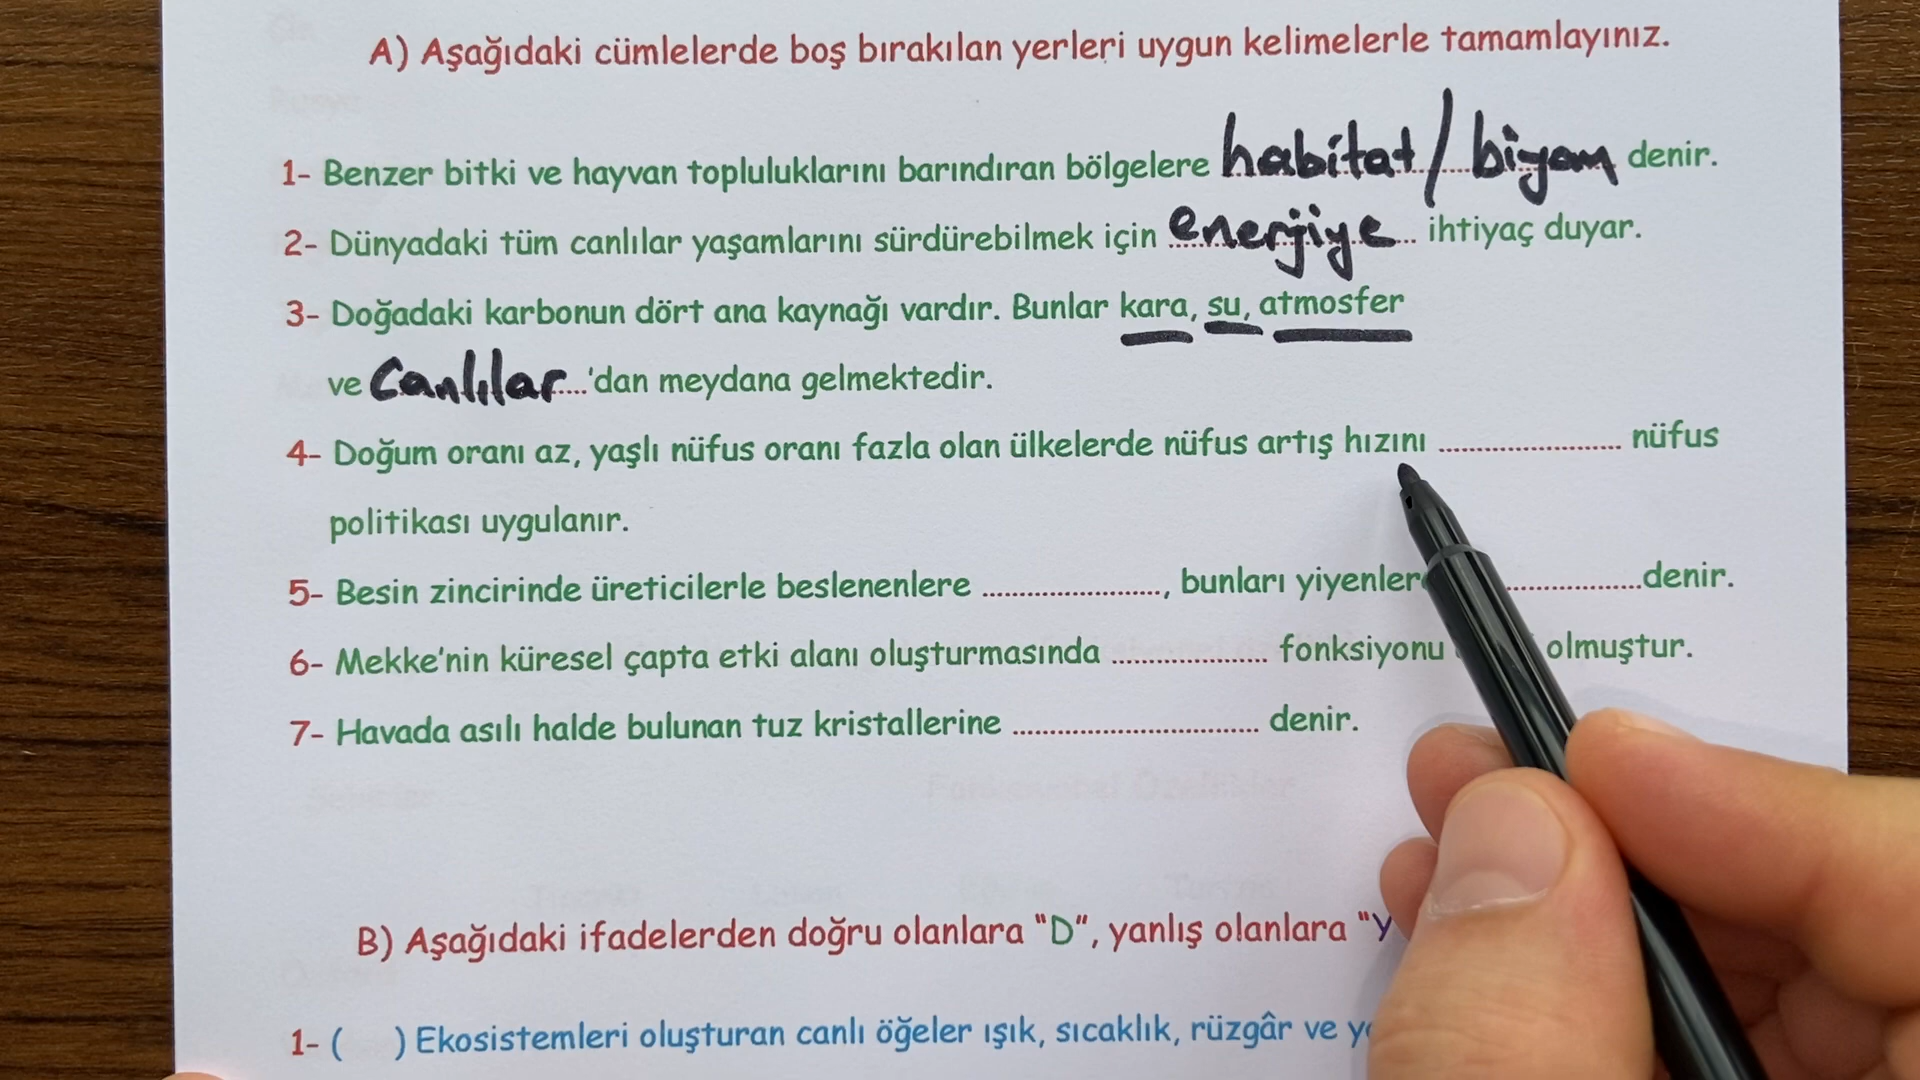 A) Aşağıdaki cümlelerde boş bırakılan yerleri uygun kelimelerle tamamlayınız.
1- Benzer bitki ve hayvan topluluklarını barındıran bölgelere habitat / biyom denir.
2- Dünyadaki tüm canlılar yaşamlarını sürdürebilmek için enerjiye ihtiyaç duyar.
3- Doğadaki karbonun dört ana kaynağı vardır. Bunlar kara, su, atmosfer
ve Canlılar 'dan meydana gelmektedir.
4- Doğum oranı az, yaşlı nüfus oranı fazla olan ülkelerde nüfus artış hızını ........................ nüfus
politikası uygulanır.
5- Besin zincirinde üreticilerle beslenenlere ........................, bunları yiyenler ..................denir.
6- Mekke'nin küresel çapta etki alanı oluşturmasında ..................... fonksiyonu olmuştur.
7- Havada asılı halde bulunan tuz kristallerine ................................. denir.
B) Aşağıdaki ifadelerden doğru olanlara "D", yanlış olanlara "Y
1- ( ) Ekosistemleri oluşturan canlı öğeler ışık, sıcaklık, rüzgâr ve